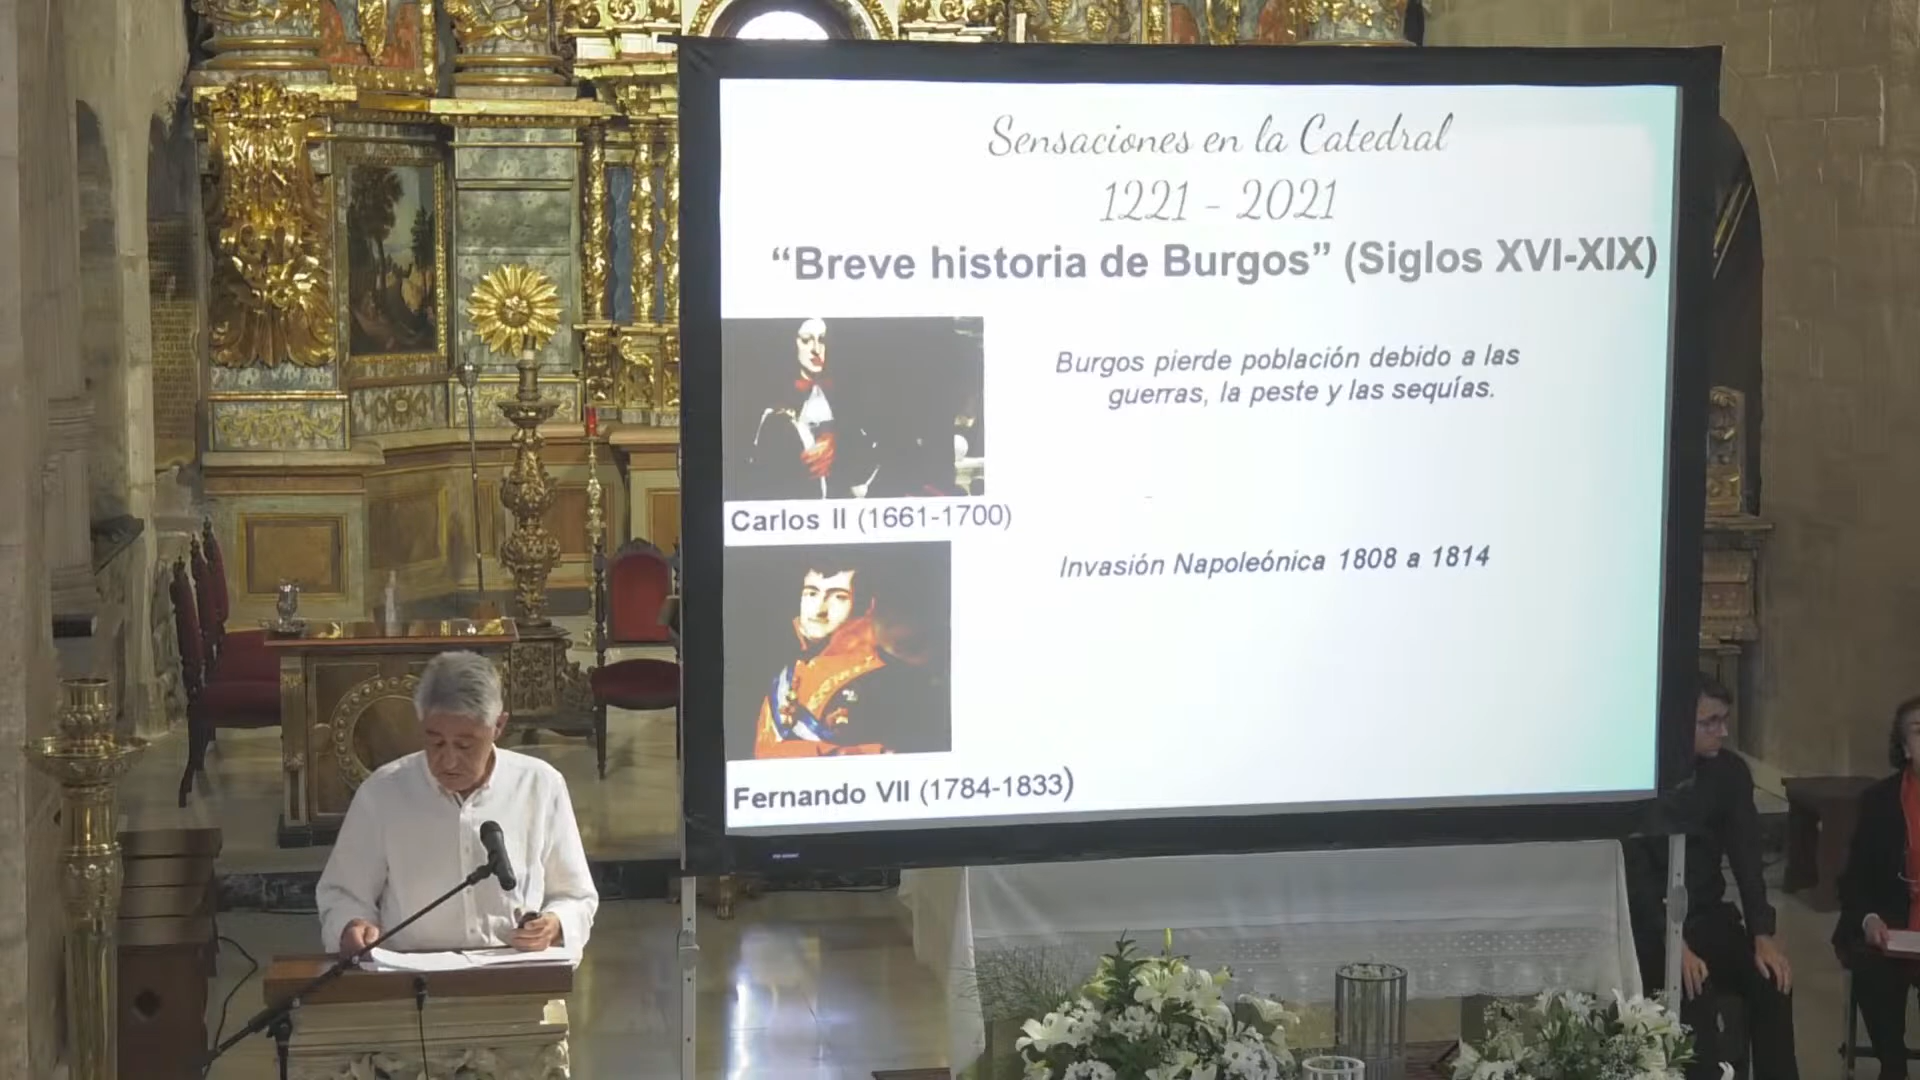 Sensaciones en la Catedral
1221 - 2021
“Breve historia de Burgos” (Siglos XVI-XIX)
Burgos pierde población debido a las
guerras, la peste y las sequías.
Carlos II (1661-1700)
Invasión Napoleónica 1808 a 1814
Fernando VII (1784-1833)